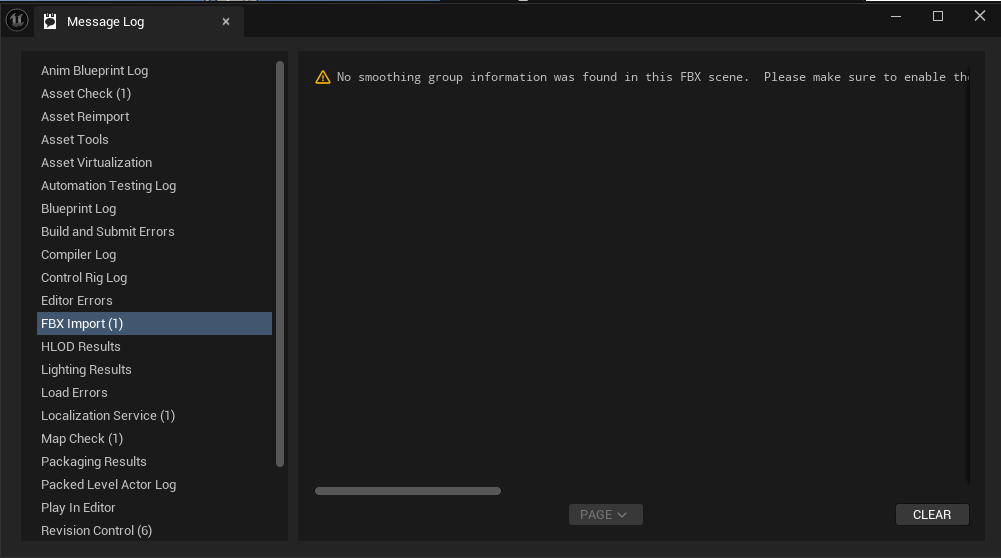 Message Log
Anim Blueprint Log
Asset Check (1)
Asset Reimport
Asset Tools
Asset Virtualization
Automation Testing Log
Blueprint Log
Build and Submit Errors
Compiler Log
Control Rig Log
Editor Errors
FBX Import (1)
HLOD Results
Lighting Results
Load Errors
Localization Service (1)
Map Check (1)
Packaging Results
Packed Level Actor Log
Play In Editor
Revision Control (6)
No smoothing group information was found in this FBX scene.  Please make sure to enable
PAGE
CLEAR